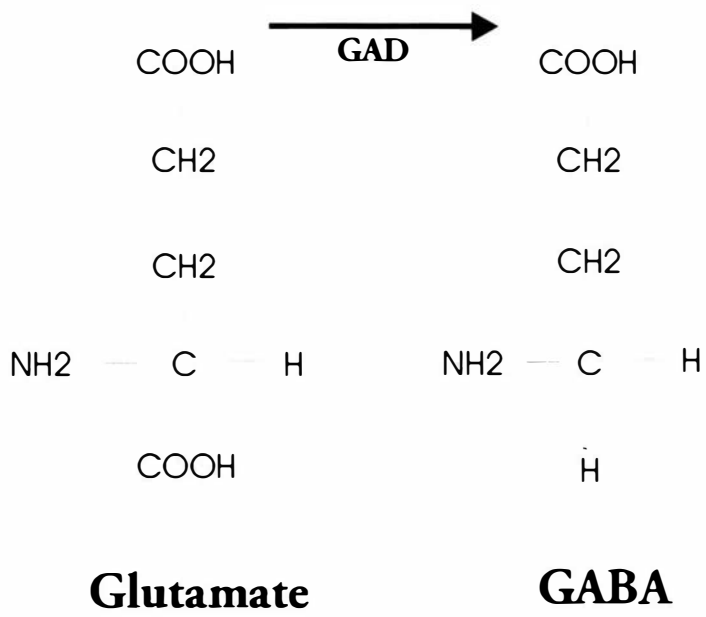 GAD
COOH COOH
CH2 CH2
CH2 CH2
NH2 C H NH2 C H
COOH H
Glutamate GABA